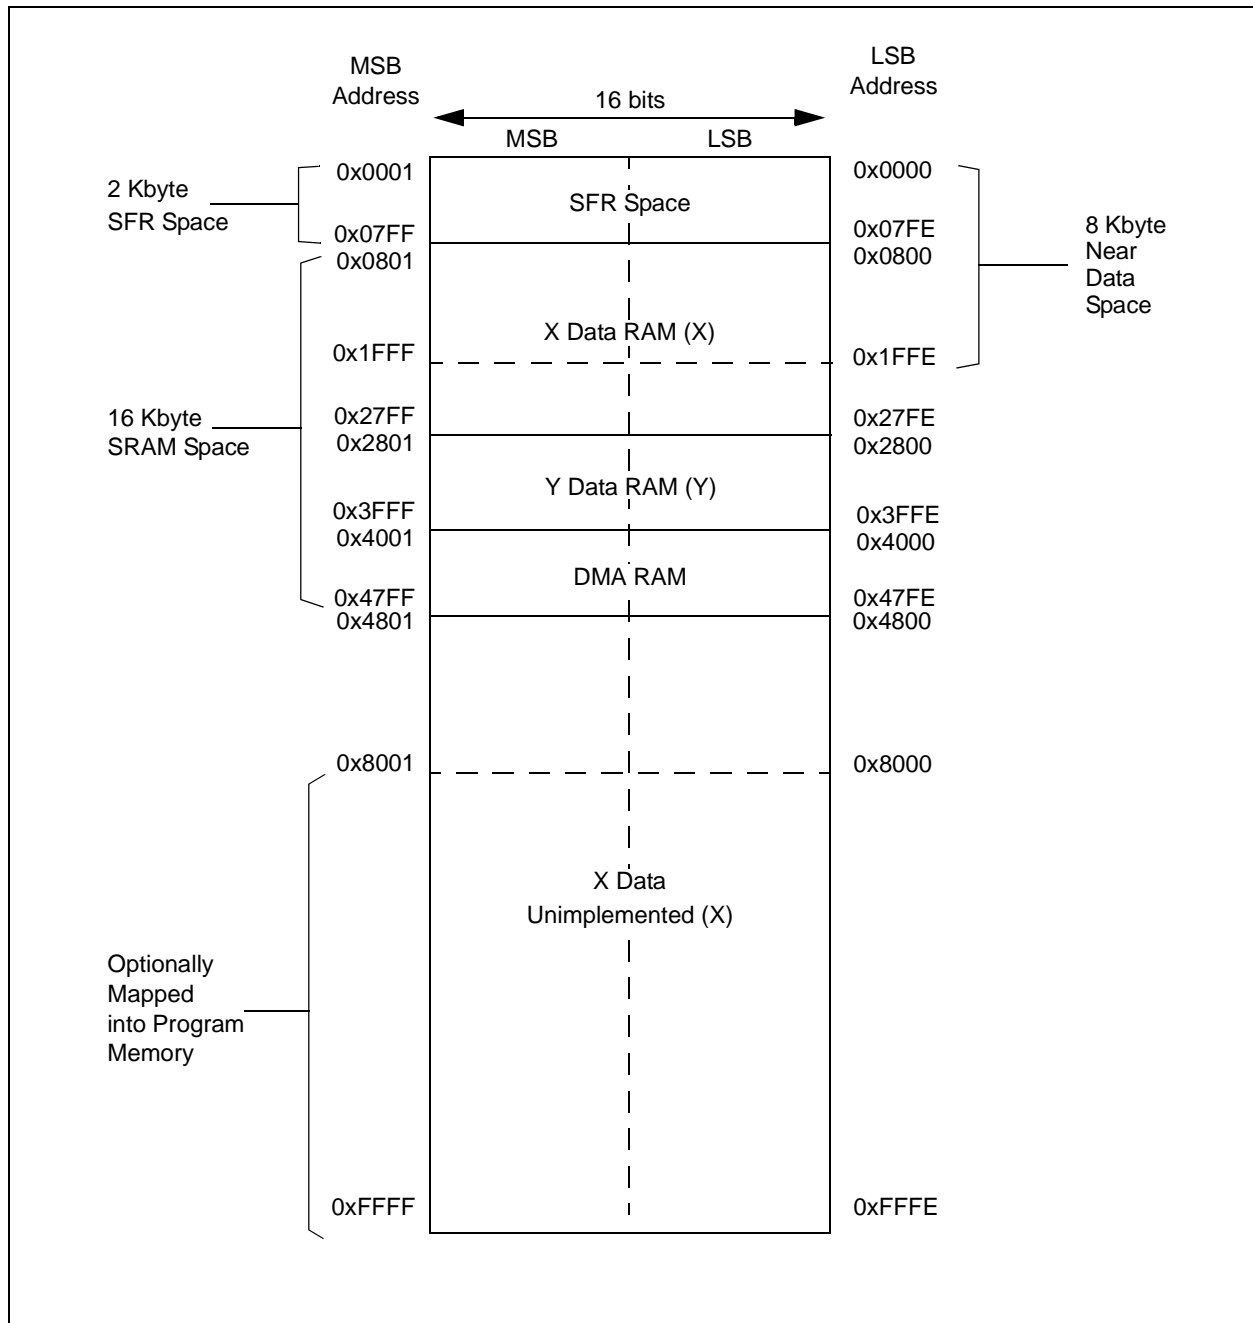 MSB
Address
LSB
Address
16 bits
MSB
LSB
0x0001
0x0000
2 Kbyte
SFR Space
SFR Space
0x07FF
0x07FE
0x0801
0x0800
8 Kbyte
Near
Data
Space
X Data RAM (X)
0x1FFF
0x1FFE
16 Kbyte
SRAM Space
0x27FF
0x27FE
0x2801
0x2800
Y Data RAM (Y)
0x3FFF
0x3FFE
0x4001
0x4000
DMA RAM
0x47FF
0x47FE
0x4801
0x4800
0x8001
0x8000
X Data
Unimplemented (X)
Optionally
Mapped
into Program
Memory
0xFFFF
0xFFFE